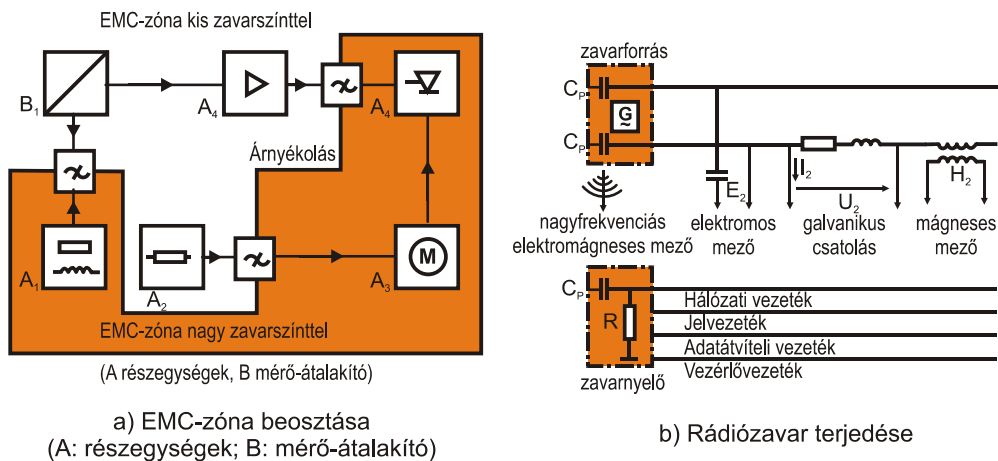 EMC-zóna kis zavarszínttel
B1
A4
A4
Árnyékolás
A1
A2
A3
M
EMC-zóna nagy zavarszínttel
(A részegységek, B mérő-átalakító)
a) EMC-zóna beosztása
(A: részegységek; B: mérő-átalakító)
zavarforrás
CP
G
~
CP
E2
I2
U2
H2
nagyfrekvenciás
elektromágneses mező
elektromos
mező
galvanikus
csatolás
mágneses
mező
CP
R
Hálózati vezeték
Jelvezeték
Adatátvíteli vezeték
Vezérlővezeték
zavarnyelő
b) Rádiózavar terjedése